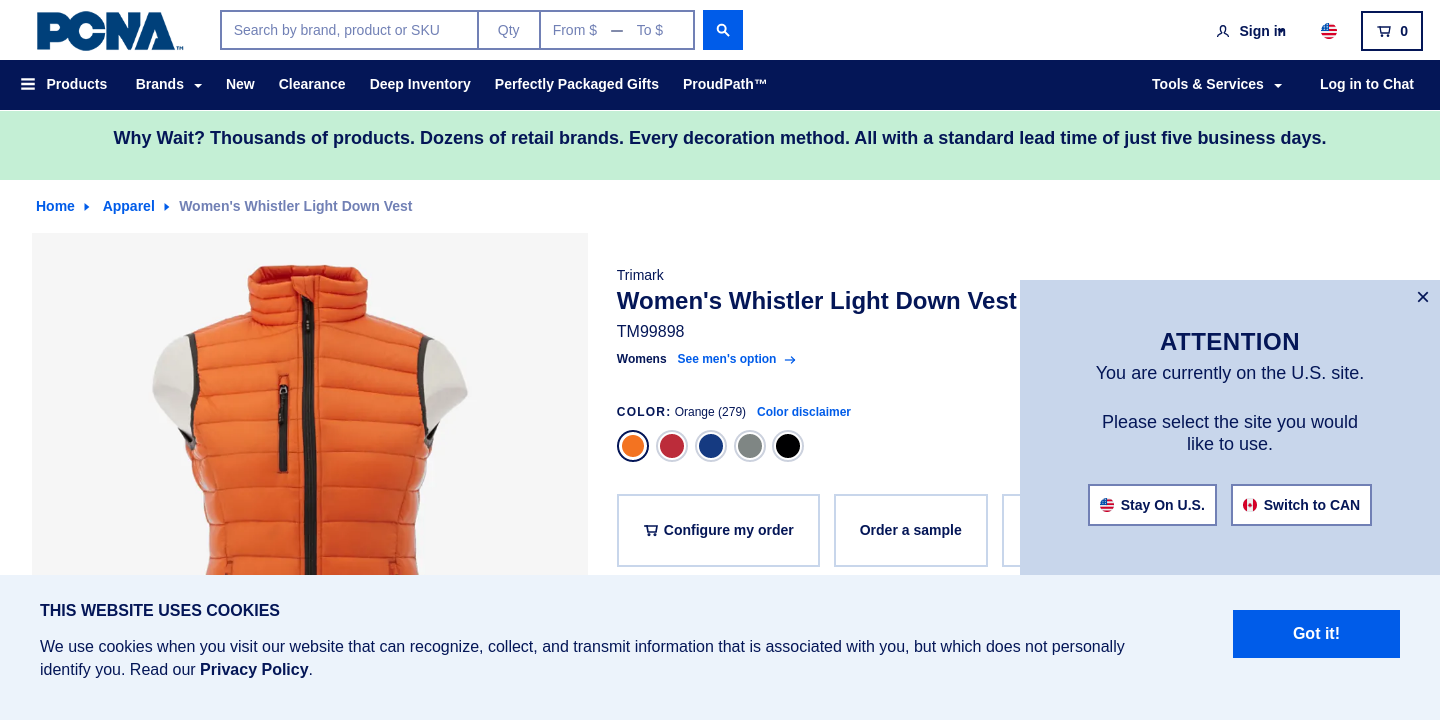 PCNA™
Search by brand, product or SKU
Qty
From $ — To $
Sign in
0
Products
Brands
New
Clearance
Deep Inventory
Perfectly Packaged Gifts
ProudPath™
Tools & Services
Log in to Chat
Why Wait? Thousands of products. Dozens of retail brands. Every decoration method. All with a standard lead time of just five business days.
Home
Apparel
Women's Whistler Light Down Vest
Trimark
Women's Whistler Light Down Vest
TM99898
Womens See men's option
COLOR: Orange (279) Color disclaimer
Configure my order
Order a sample
ATTENTION
You are currently on the U.S. site.
Please select the site you would
like to use.
Stay On U.S.
Switch to CAN
THIS WEBSITE USES COOKIES
We use cookies when you visit our website that can recognize, collect, and transmit information that is associated with you, but which does not personally
identify you. Read our Privacy Policy.
Got it!